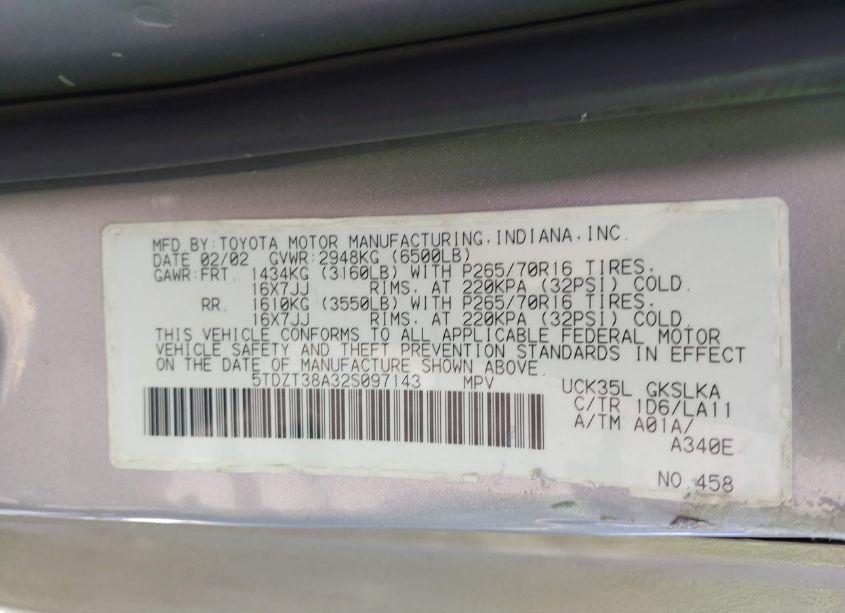 MFD.BY:TOYOTA MOTOR MANUFACTURING,INDIANA,INC.
DATE 02/02 GVWR:2948KG (6500LB)
GAWR:FRT. 1434KG (3160LB) WITH P265/70R16 TIRES,
16X7JJ RIMS, AT 220KPA (32PSI) COLD.
RR. 1610KG (3550LB) WITH P265/70R16 TIRES,
16X7JJ RIMS, AT 220KPA (32PSI) COLD.
THIS VEHICLE CONFORMS TO ALL APPLICABLE FEDERAL MOTOR
VEHICLE SAFETY AND THEFT PREVENTION STANDARDS IN EFFECT
ON THE DATE OF MANUFACTURE SHOWN ABOVE.
5TDZT38A32S097143 MPV
UCK35L GKSLKA
C/TR 1D6/LA11
A/TM A01A/
A340E
NO.458